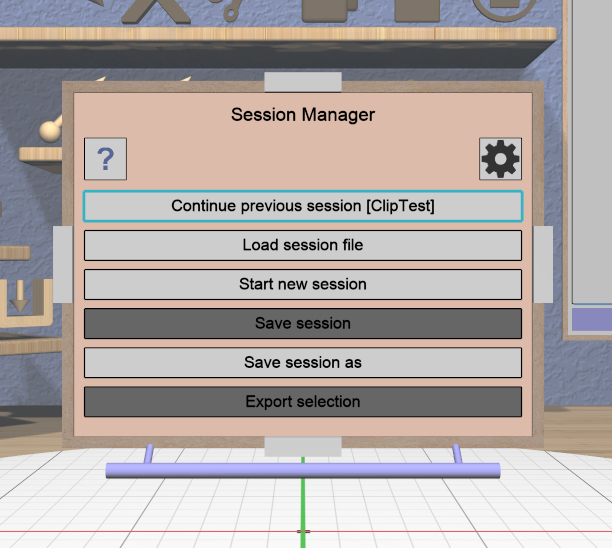 Session Manager
?
Continue previous session [ClipTest]
Load session file
Start new session
Save session
Save session as
Export selection